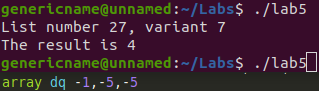 genericname@unnamed:~/Labs$ ./lab5
List number 27, variant 7
The result is 4
genericname@unnamed:~/Labs$ ./lab5
array dq -1,-5,-5